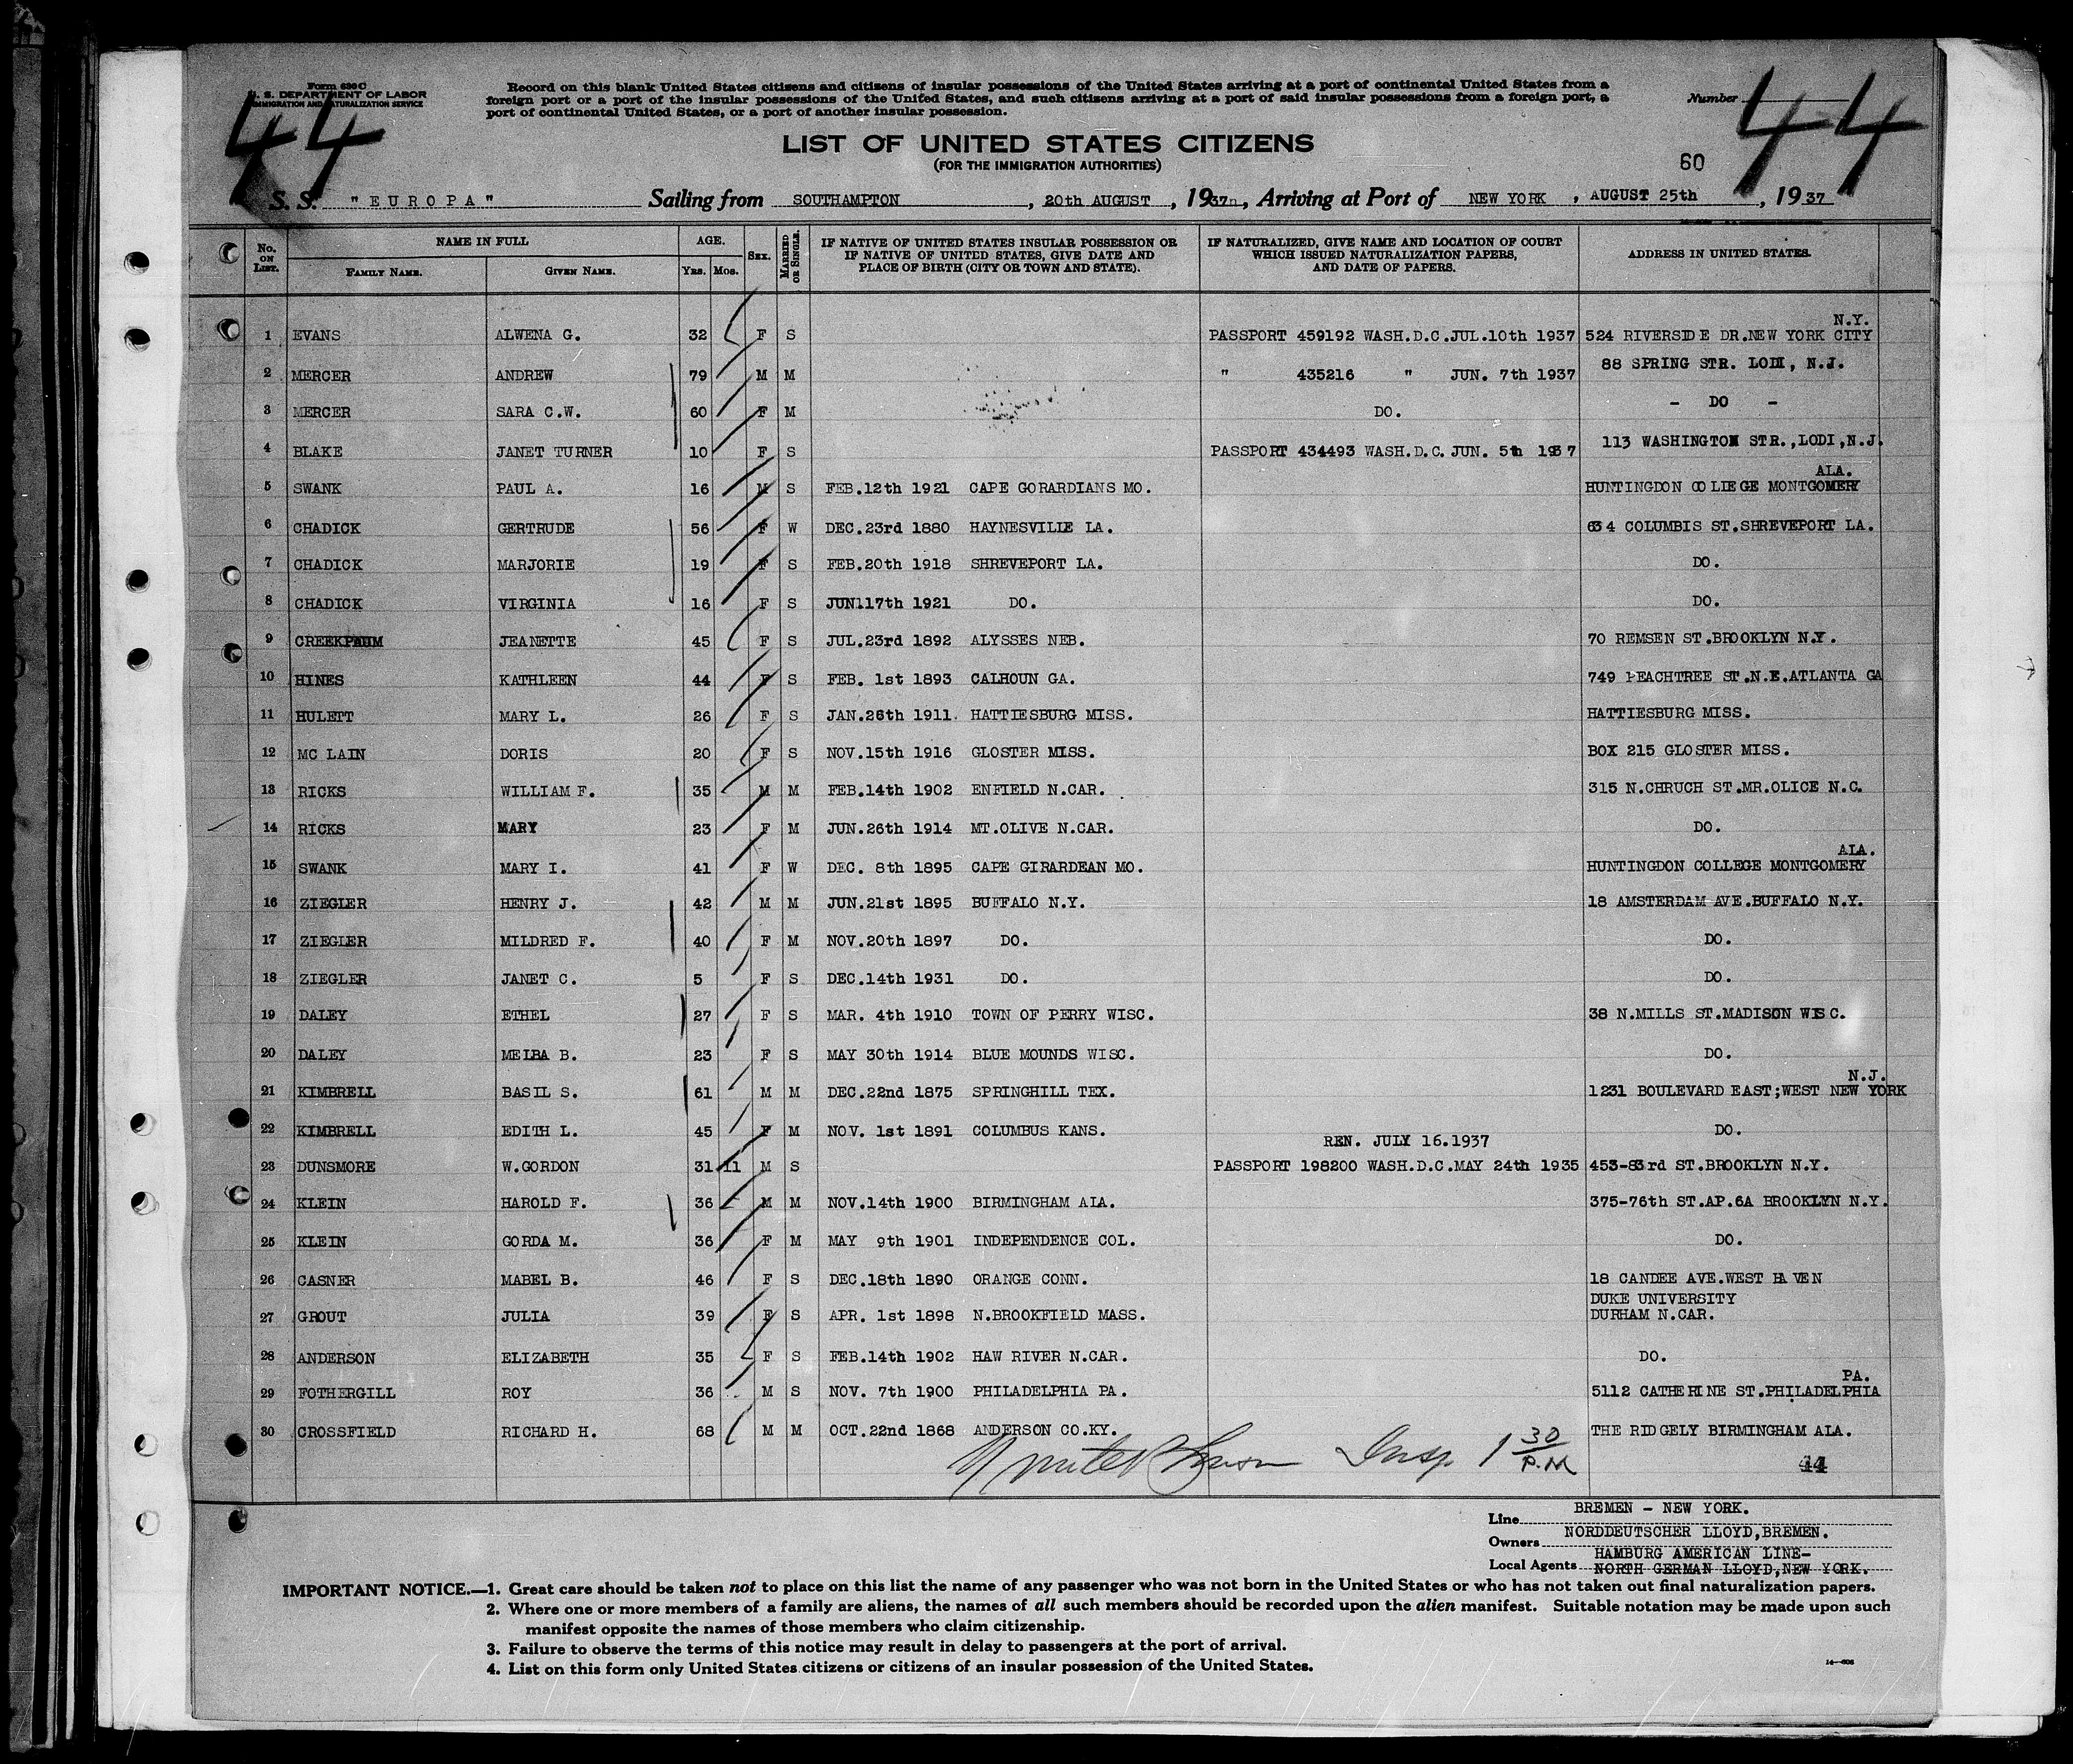 Form 630 C
U. S. DEPARTMENT OF LABOR
IMMIGRATION AND NATURALIZATION SERVICE
44
Record on this blank United States citizens and citizens of insular possessions of the United States arriving at a port of continental United States from a
foreign port or a port of the insular possessions of the United States, and such citizens arriving at a port of said insular possessions from a foreign port, a
port of continental United States, or a port of another insular possession.
Number
44
LIST OF UNITED STATES CITIZENS
(FOR THE IMMIGRATION AUTHORITIES)
60
S. S. "EUROPA" Sailing from SOUTHAMPTON, 20th AUGUST, 1937, Arriving at Port of NEW YORK, AUGUST 25th, 1937
No. ON LIST. NAME IN FULL FAMILY NAME. GIVEN NAME. AGE. YRS. MOS. SEX. MARRIED OR SINGLE. IF NATIVE OF UNITED STATES INSULAR POSSESSION OR IF NATIVE OF UNITED STATES, GIVE DATE AND PLACE OF BIRTH (CITY OR TOWN AND STATE). IF NATURALIZED, GIVE NAME AND LOCATION OF COURT WHICH ISSUED NATURALIZATION PAPERS, AND DATE OF PAPERS. ADDRESS IN UNITED STATES.
1 EVANS ALWENA G. 32 F S PASSPORT 459192 WASH.D.C.JUL.10th 1937 524 RIVERSIDE DR.NEW YORK CITY N.Y.
2 MERCER ANDREW 79 M M " 435216 " JUN. 7th 1937 88 SPRING STR. LODI, N.J.
3 MERCER SARA C.W. 60 F M DO. - DO -
4 BLAKE JANET TURNER 10 F S PASSPORT 434493 WASH.D.C. JUN. 5th 1937 113 WASHINGTON STR.,LODI,N.J.
5 SWANK PAUL A. 16 M S FEB.12th 1921 CAPE GORARDIANS MO. HUNTINGDON COLLEGE MONTGOMERY ALA.
6 CHADICK GERTRUDE 56 F W DEC.23rd 1880 HAYNESVILLE LA. 634 COLUMBIS ST.SHREVEPORT LA.
7 CHADICK MARJORIE 19 F S FEB.20th 1918 SHREVEPORT LA. DO.
8 CHADICK VIRGINIA 16 F S JUN.17th 1921 DO. DO.
9 CREEKPAUM JEANETTE 45 F S JUL.23rd 1892 ALYSSES NEB. 70 REMSEN ST.BROOKLYN N.Y.
10 HINES KATHLEEN 44 F S FEB. 1st 1893 CALHOUN GA. 749 PEACHTREE ST.N.E.ATLANTA GA
11 HULETT MARY L. 26 F S JAN.26th 1911. HATTIESBURG MISS. HATTIESBURG MISS.
12 MC LAIN DORIS 20 F S NOV.15th 1916 GLOSTER MISS. BOX 215 GLOSTER MISS.
13 RICKS WILLIAM F. 35 M M FEB.14th 1902 ENFIELD N.CAR. 315 N.CHRUCH ST.MR.OLICE N.C.
14 RICKS MARY 23 F M JUN.26th 1914 MT.OLIVE N.CAR. DO.
15 SWANK MARY I. 41 F W DEC. 8th 1895 CAPE GIRARDEAN MO. HUNTINGDON COLLEGE MONTGOMERY ALA.
16 ZIEGLER HENRY J. 42 M M JUN.21st 1895 BUFFALO N.Y. 18 AMSTERDAM AVE.BUFFALO N.Y.
17 ZIEGLER MILDRED F. 40 F M NOV.20th 1897 DO. DO.
18 ZIEGLER JANET C. 5 F S DEC.14th 1931 DO. DO.
19 DALEY ETHEL 27 F S MAR. 4th 1910 TOWN OF PERRY WISC. 38 N.MILLS ST.MADISON WISC.
20 DALEY MELBA B. 23 F S MAY 30th 1914 BLUE MOUNDS WISC. DO.
21 KIMBRELL BASIL S. 61 M M DEC.22nd 1875 SPRINGHILL TEX. 1231 BOULEVARD EAST;WEST NEW YORK N.J.
22 KIMBRELL EDITH L. 45 F M NOV. 1st 1891 COLUMBUS KANS. DO.
23 DUNSMORE W.GORDON 31 11 M S REN. JULY 16.1937 PASSPORT 198200 WASH.D.C.MAY 24th 1935 453-83rd ST.BROOKLYN N.Y.
24 KLEIN HAROLD F. 36 M M NOV.14th 1900 BIRMINGHAM ALA. 375-76th ST.AP.6A BROOKLYN N.Y.
25 KLEIN GORDA M. 36 F M MAY 9th 1901 INDEPENDENCE COL. DO.
26 CASNER MABEL B. 46 F S DEC.18th 1890 ORANGE CONN. 18 CANDEE AVE.WEST HAVEN
27 GROUT JULIA 39 F S APR. 1st 1898 N.BROOKFIELD MASS. DUKE UNIVERSITY DURHAM N.CAR.
28 ANDERSON ELIZABETH 35 F S FEB.14th 1902 HAW RIVER N.CAR. DO.
29 FOTHERGILL ROY 36 M S NOV. 7th 1900 PHILADELPHIA PA. 5112 CATHERINE ST.PHILADELPHIA PA.
30 CROSSFIELD RICHARD H. 68 M M OCT.22nd 1868 ANDERSON CO.KY. THE RIDGELY BIRMINGHAM ALA.
Insp. 1 30 P.M
44
Line BREMEN - NEW YORK.
Owners NORDDEUTSCHER LLOYD,BREMEN.
HAMBURG AMERICAN LINE-
Local Agents NORTH GERMAN LLOYD,NEW YORK.
IMPORTANT NOTICE.—1. Great care should be taken not to place on this list the name of any passenger who was not born in the United States or who has not taken out final naturalization papers.
2. Where one or more members of a family are aliens, the names of all such members should be recorded upon the alien manifest. Suitable notation may be made upon such
manifest opposite the names of those members who claim citizenship.
3. Failure to observe the terms of this notice may result in delay to passengers at the port of arrival.
4. List on this form only United States citizens or citizens of an insular possession of the United States.